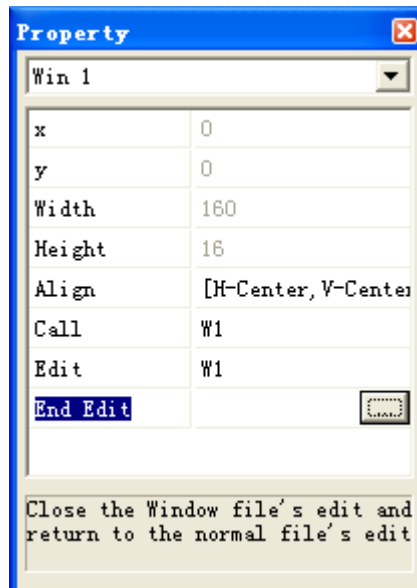 Property
Win 1
x 0
y 0
Width 160
Height 16
Align [H-Center, V-Center
Call W1
Edit W1
End Edit ...
Close the Window file's edit and
return to the normal file's edit